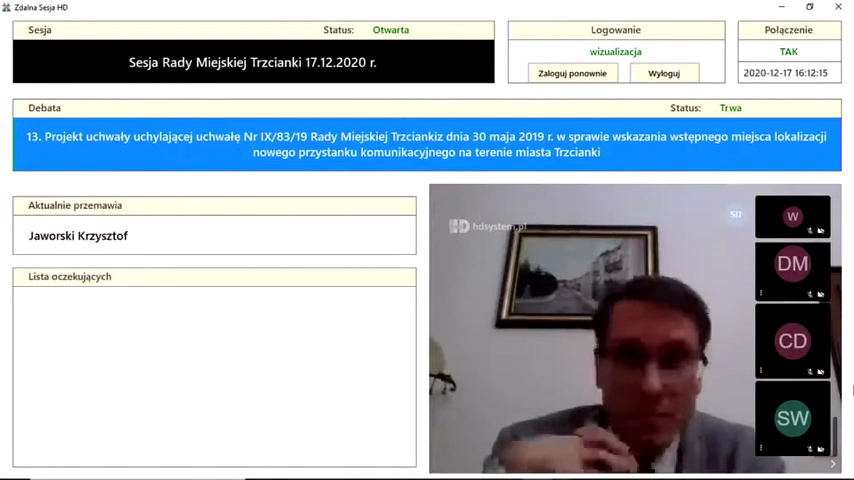 Zdalna Sesja HD
Sesja
Status: Otwarta
Sesja Rady Miejskiej Trzcianki 17.12.2020 r.
Logowanie
wizualizacja
Zaloguj ponownie
Wyloguj
Połączenie
TAK
2020-12-17 16:12:15
Debata
Status: Trwa
13. Projekt uchwały uchylającej uchwałę Nr IX/83/19 Rady Miejskiej Trzciankiz dnia 30 maja 2019 r. w sprawie wskazania wstępnego miejsca lokalizacji
nowego przystanku komunikacyjnego na terenie miasta Trzcianki
Aktualnie przemawia
Jaworski Krzysztof
Lista oczekujących
HD hdsystem.pl
W
DM
CD
SW